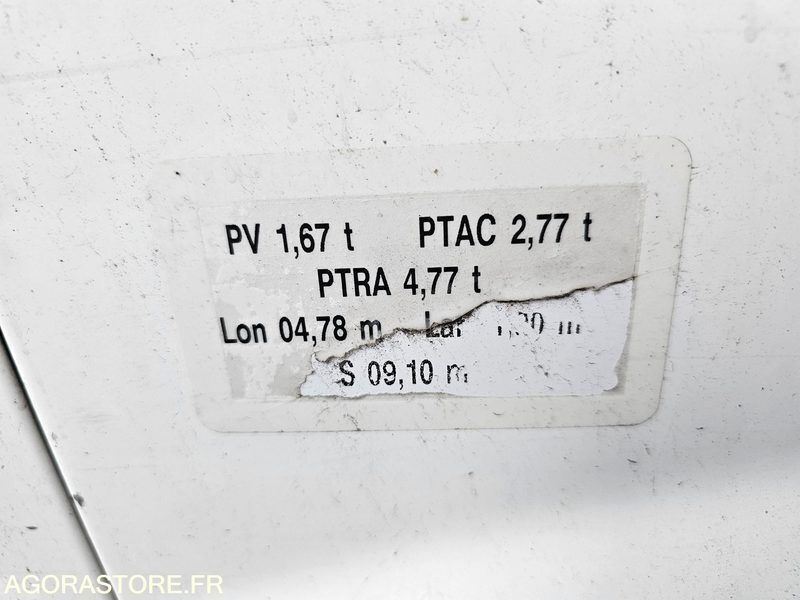 PV 1,67 t PTAC 2,77 t
PTRA 4,77 t
Lon 04,78 m
S 09,10 m
AGORASTORE.FR